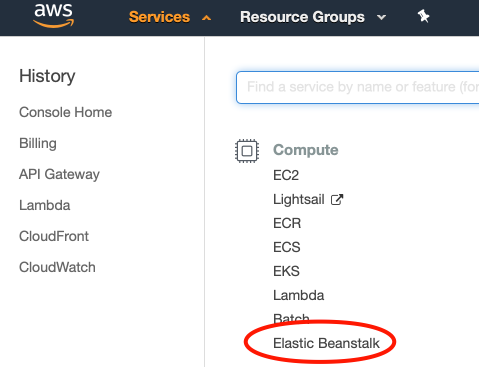 aws
Services
Resource Groups
History
Console Home
Billing
API Gateway
Lambda
CloudFront
CloudWatch
Find a service by name or feature (for
Compute
EC2
Lightsail
ECR
ECS
EKS
Lambda
Batch
Elastic Beanstalk